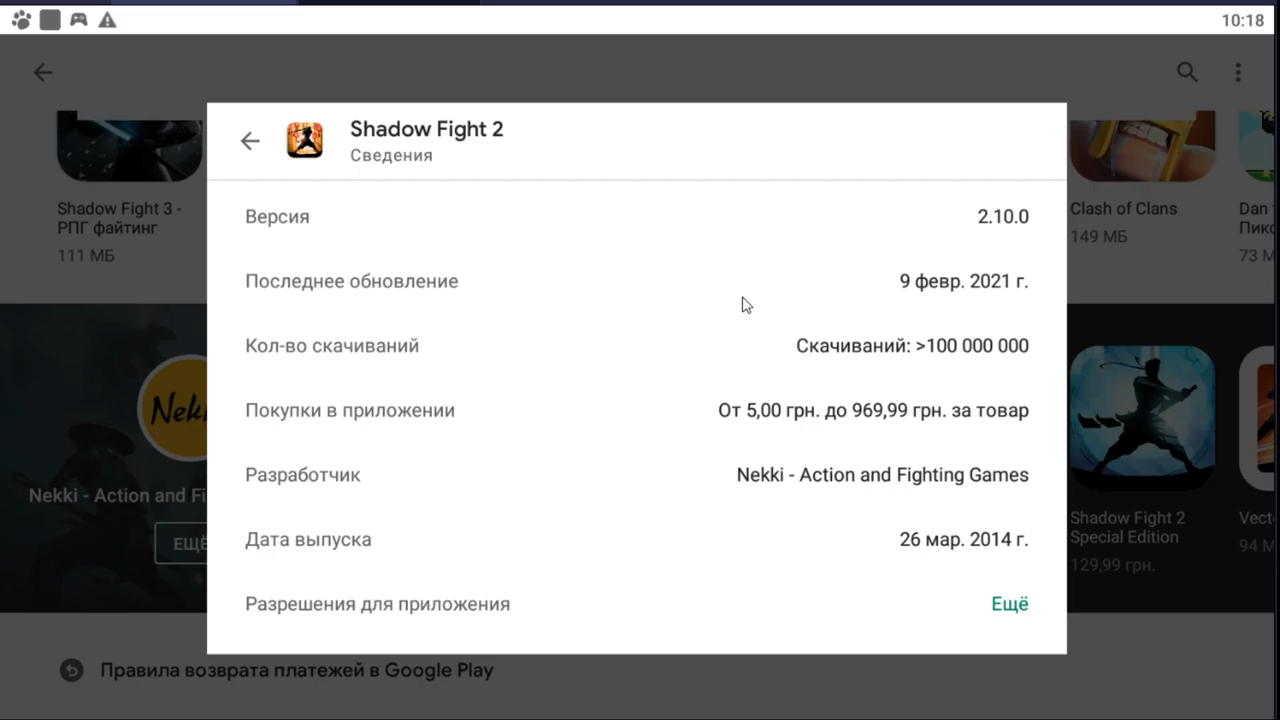 10:18
Shadow Fight 2
Сведения
Версия
2.10.0
Последнее обновление
9 февр. 2021 г.
Кол-во скачиваний
Скачиваний: >100 000 000
Покупки в приложении
От 5,00 грн. до 969,99 грн. за товар
Разработчик
Nekki - Action and Fighting Games
Дата выпуска
26 мар. 2014 г.
Разрешения для приложения
Ещё
Shadow Fight 3 -
РПГ файтинг
111 МБ
Clash of Clans
149 МБ
Dan
Пикс
73 М
Nek
Nekki - Action and Fi
ЕЩЁ
Shadow Fight 2
Special Edition
129,99 грн.
Vect
94 М
Правила возврата платежей в Google Play